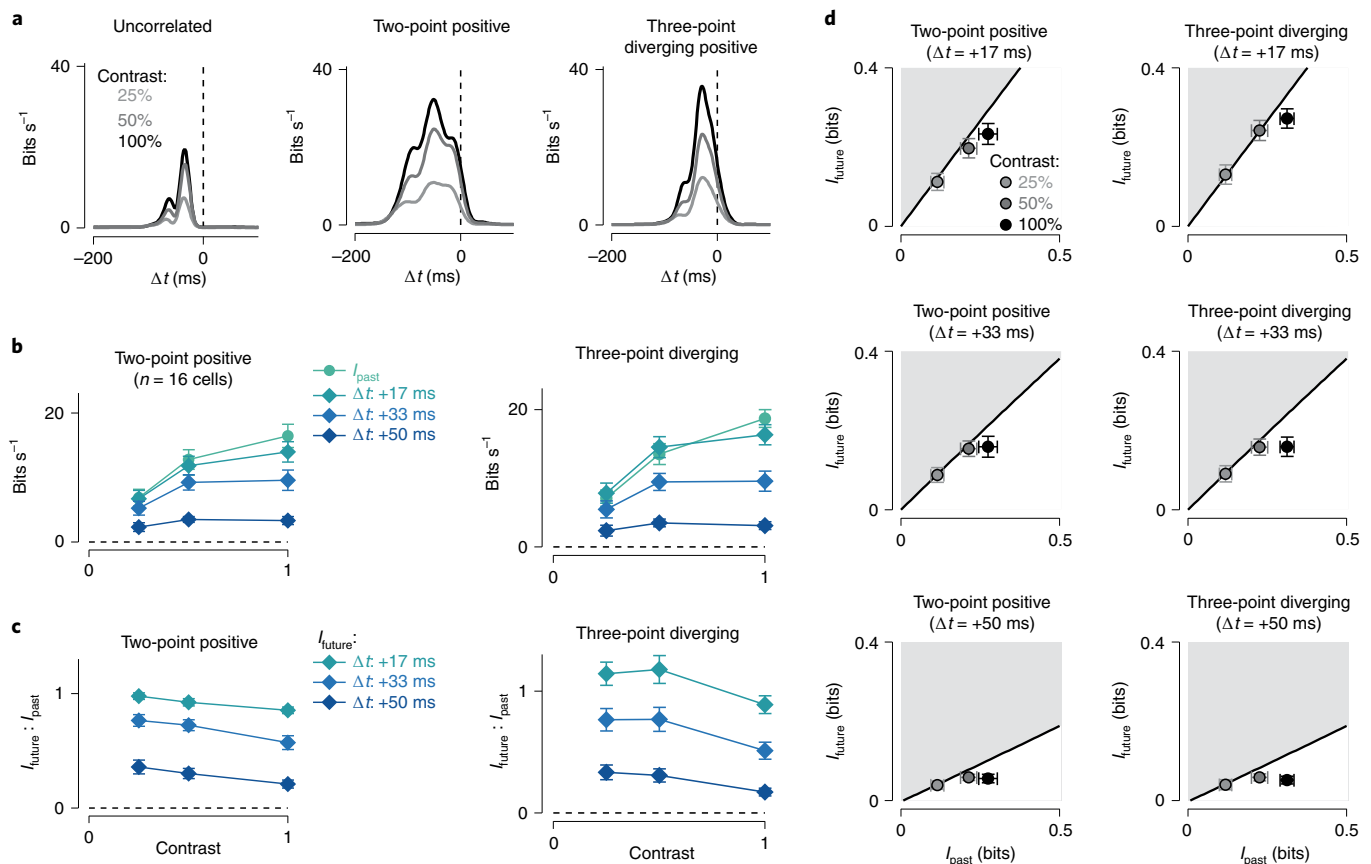 a
Uncorrelated
Two-point positive
Three-point
diverging positive
Contrast:
25%
50%
100%
Bits s⁻¹
40
0
−200
0
Δt (ms)
Bits s⁻¹
40
0
−200
0
Δt (ms)
Bits s⁻¹
40
0
−200
0
Δt (ms)
b
Two-point positive
(n = 16 cells)
Ipast
Δt: +17 ms
Δt: +33 ms
Δt: +50 ms
Three-point diverging
Bits s⁻¹
20
0
0
1
Bits s⁻¹
20
0
0
1
c
Two-point positive
Ifuture:
Δt: +17 ms
Δt: +33 ms
Δt: +50 ms
Three-point diverging
Ifuture : Ipast
1
0
0
1
Contrast
Ifuture : Ipast
1
0
0
1
Contrast
d
Two-point positive
(Δt = +17 ms)
Three-point diverging
(Δt = +17 ms)
Ifuture (bits)
0.4
0
0
0.5
Contrast:
25%
50%
100%
Ifuture (bits)
0.4
0
0
0.5
Two-point positive
(Δt = +33 ms)
Three-point diverging
(Δt = +33 ms)
Ifuture (bits)
0.4
0
0
0.5
Ifuture (bits)
0.4
0
0
0.5
Two-point positive
(Δt = +50 ms)
Three-point diverging
(Δt = +50 ms)
Ifuture (bits)
0.4
0
0
0.5
Ipast (bits)
Ifuture (bits)
0.4
0
0
0.5
Ipast (bits)